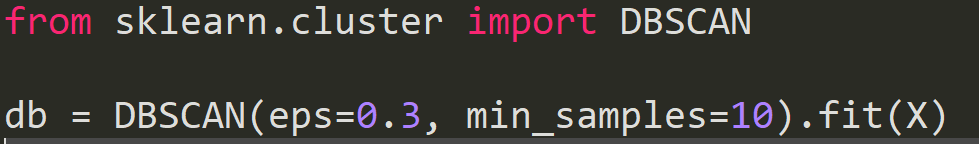 from sklearn.cluster import DBSCAN
db = DBSCAN(eps=0.3, min_samples=10).fit(X)